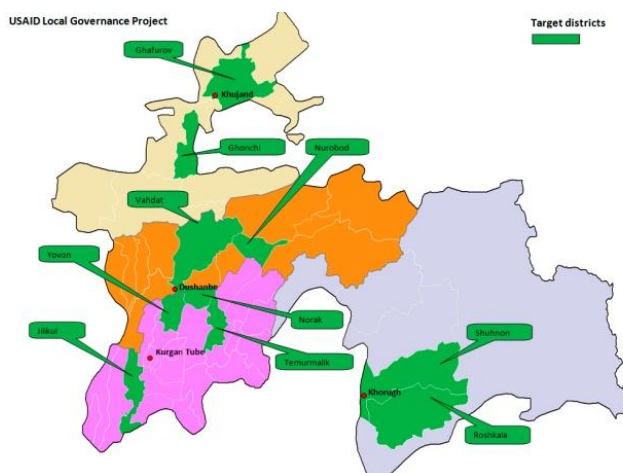 USAID Local Governance Project
Target districts
Ghafurov
Khujand
Ghonchi
Nurobod
Vahdat
Yovon
Dushanbe
Norak
Jilikul
Kurgan Tube
Temurmalik
Shuhnon
Khorugh
Roshkala